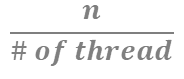 n
# of thread